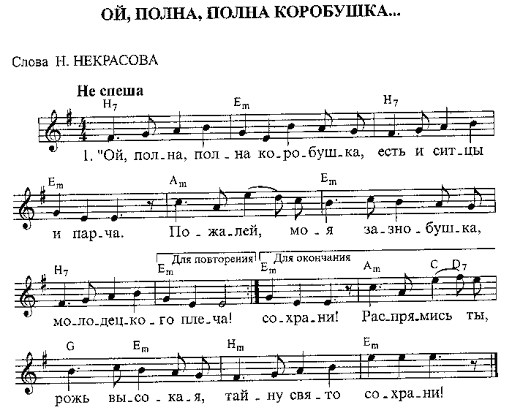 ОЙ, ПОЛНА, ПОЛНА КОРОБУШКА...
Слова Н. НЕКРАСОВА
Не спеша
H7 Em H7
1. "Ой, пол-на, пол-на ко-ро-буш-ка, есть и сит-цы
Em Am Em
и пар-ча. По-жа-лей, мо-я за-зно-буш-ка,
Для повторения Для окончания
H7 Em Em Am C D7
мо-ло-дец-ко-го пле-ча! со-хра-ни! Рас-пря-мись ты,
G Em Hm Em
рожь вы-со-ка-я, тай-ну свя-то со-хра-ни!